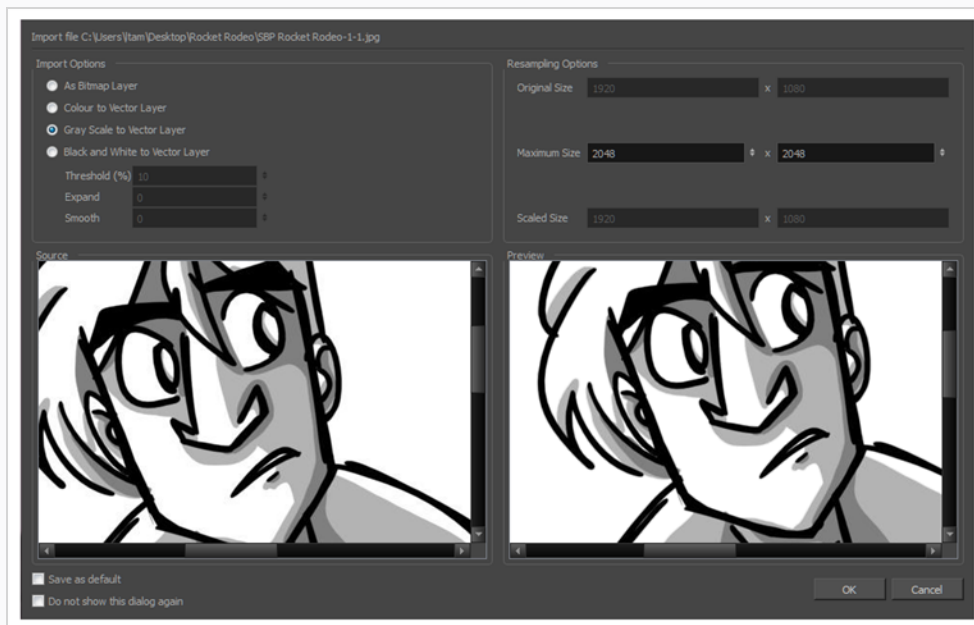 Import file C:\Users\ltam\Desktop\Rocket Rodeo\SBP Rocket Rodeo-1-1.jpg
Import Options
As Bitmap Layer
Colour to Vector Layer
Gray Scale to Vector Layer
Black and White to Vector Layer
Threshold (%) 10
Expand 0
Smooth 0
Resampling Options
Original Size 1920 x 1080
Maximum Size 2048 x 2048
Scaled Size 1920 x 1080
Source
Preview
Save as default
Do not show this dialog again
OK Cancel